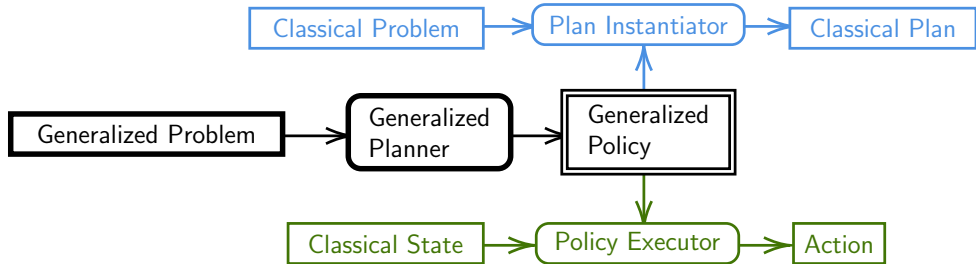 Classical Problem
Plan Instantiator
Classical Plan
Generalized Problem
Generalized
Planner
Generalized
Policy
Classical State
Policy Executor
Action